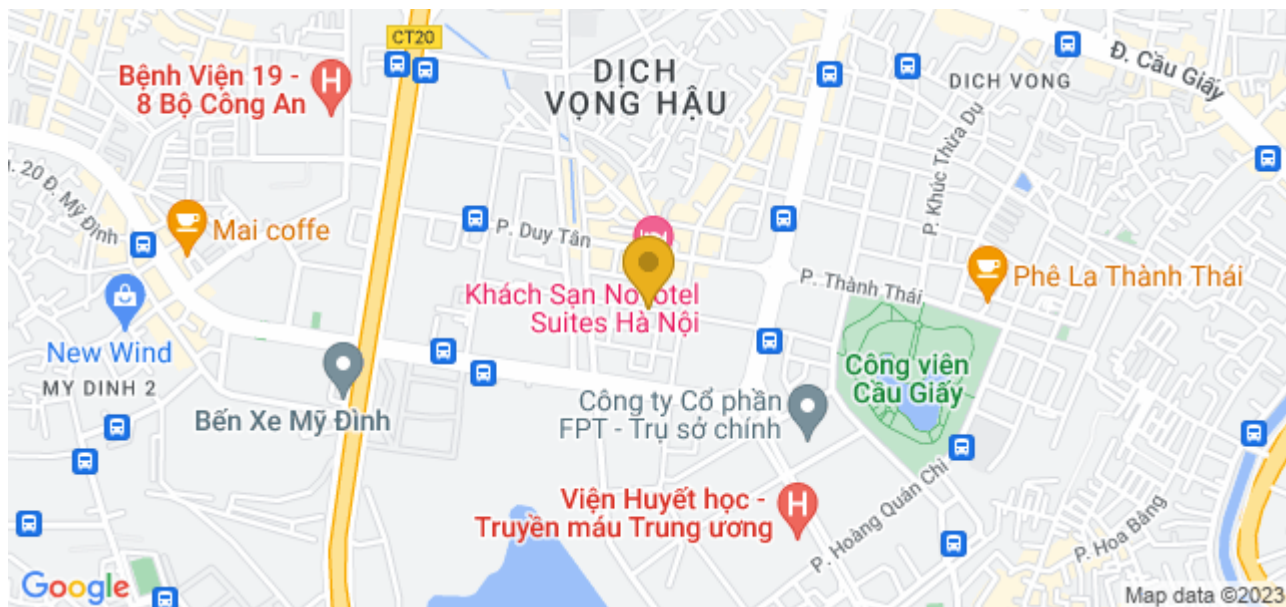 CT20
Bệnh Viện 19 -
8 Bộ Công An
DỊCH
VỌNG HẬU
DICH VONG
Đ. Cầu Giấy
P. Khúc Thừa Dụ
20 Đ. Mỹ Đình
Mai coffe
P. Duy Tân
P. Thành Thái
Phê La Thành Thái
Khách Sạn Novotel
Suites Hà Nội
New Wind
MY DINH 2
Bến Xe Mỹ Đình
Công viên
Cầu Giấy
Công ty Cổ phần
FPT - Trụ sở chính
Viện Huyết học -
Truyền máu Trung ương
P. Hoàng Quán Chi
P. Hoa Bằng
Google
Map data ©2023